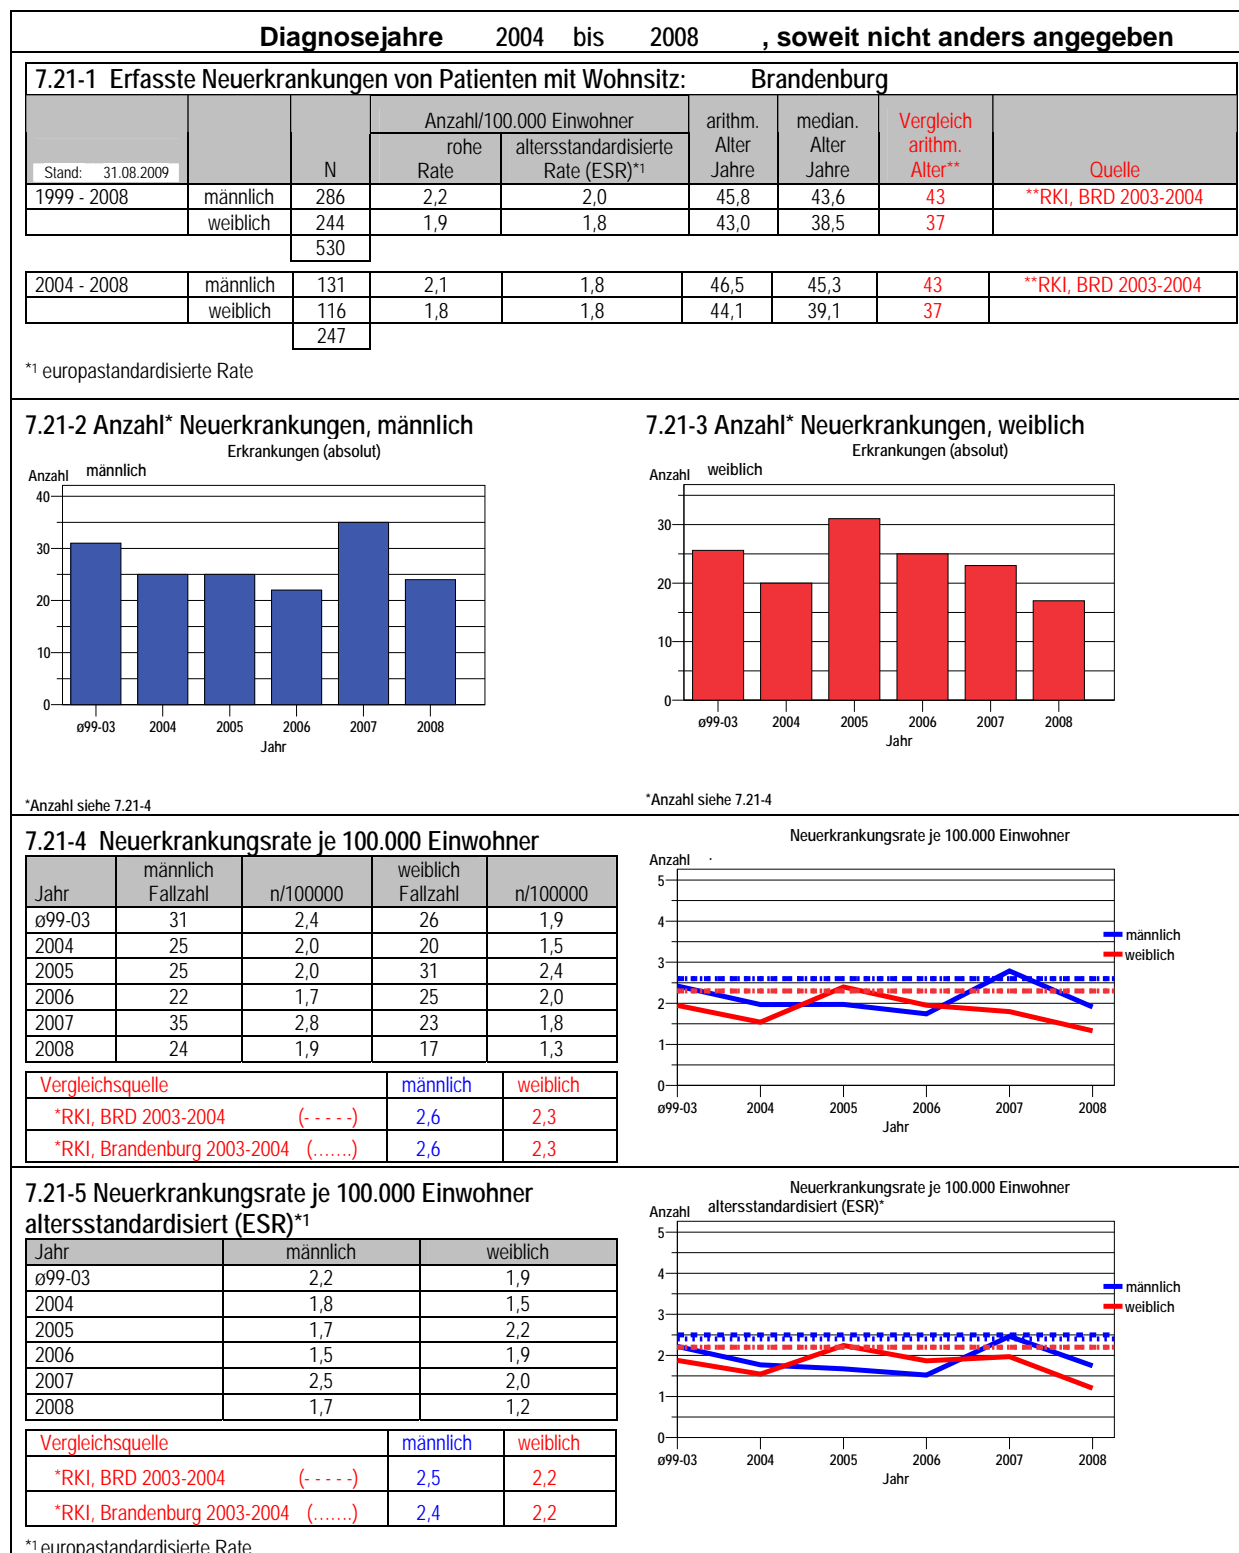 Diagnosejahre 2004 bis 2008 , soweit nicht anders angegeben
7.21-1 Erfasste Neuerkrankungen von Patienten mit Wohnsitz: Brandenburg
Anzahl/100.000 Einwohner arithm. median. Vergleich
rohe altersstandardisierte Alter Alter arithm.
Stand: 31.08.2009 N Rate Rate (ESR)*1 Jahre Jahre Alter** Quelle
1999 - 2008 männlich 286 2,2 2,0 45,8 43,6 43 **RKI, BRD 2003-2004
weiblich 244 1,9 1,8 43,0 38,5 37
530
2004 - 2008 männlich 131 2,1 1,8 46,5 45,3 43 **RKI, BRD 2003-2004
weiblich 116 1,8 1,8 44,1 39,1 37
247
*1 europastandardisierte Rate
7.21-2 Anzahl* Neuerkrankungen, männlich
Erkrankungen (absolut)
Anzahl männlich
40
30
20
10
0
ø99-03 2004 2005 2006 2007 2008
Jahr
*Anzahl siehe 7.21-4
7.21-3 Anzahl* Neuerkrankungen, weiblich
Erkrankungen (absolut)
Anzahl weiblich
30
20
10
0
ø99-03 2004 2005 2006 2007 2008
Jahr
*Anzahl siehe 7.21-4
7.21-4 Neuerkrankungsrate je 100.000 Einwohner
männlich weiblich
Jahr Fallzahl n/100000 Fallzahl n/100000
ø99-03 31 2,4 26 1,9
2004 25 2,0 20 1,5
2005 25 2,0 31 2,4
2006 22 1,7 25 2,0
2007 35 2,8 23 1,8
2008 24 1,9 17 1,3
Vergleichsquelle männlich weiblich
*RKI, BRD 2003-2004 (- - - - -) 2,6 2,3
*RKI, Brandenburg 2003-2004 (.......) 2,6 2,3
Neuerkrankungsrate je 100.000 Einwohner
Anzahl .
5
4
männlich
weiblich
3
2
1
0
ø99-03 2004 2005 2006 2007 2008
Jahr
7.21-5 Neuerkrankungsrate je 100.000 Einwohner
altersstandardisiert (ESR)*1
Jahr männlich weiblich
ø99-03 2,2 1,9
2004 1,8 1,5
2005 1,7 2,2
2006 1,5 1,9
2007 2,5 2,0
2008 1,7 1,2
Vergleichsquelle männlich weiblich
*RKI, BRD 2003-2004 (- - - - -) 2,5 2,2
*RKI, Brandenburg 2003-2004 (.......) 2,4 2,2
*1 europastandardisierte Rate
Neuerkrankungsrate je 100.000 Einwohner
Anzahl altersstandardisiert (ESR)*
5
4
männlich
weiblich
3
2
1
0
ø99-03 2004 2005 2006 2007 2008
Jahr